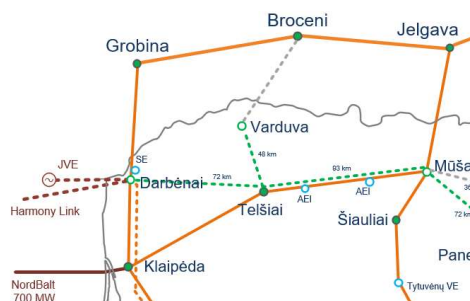 Broceni
Grobina
Jelgava
Varduva
48 km
JVE
SE
93 km
Mūša
36
Darbėnai
72 km
AEI
AEI
Harmony Link
Telšiai
72 km
Šiauliai
Pane
Klaipėda
NordBalt
700 MW
Tytuvėnų VE